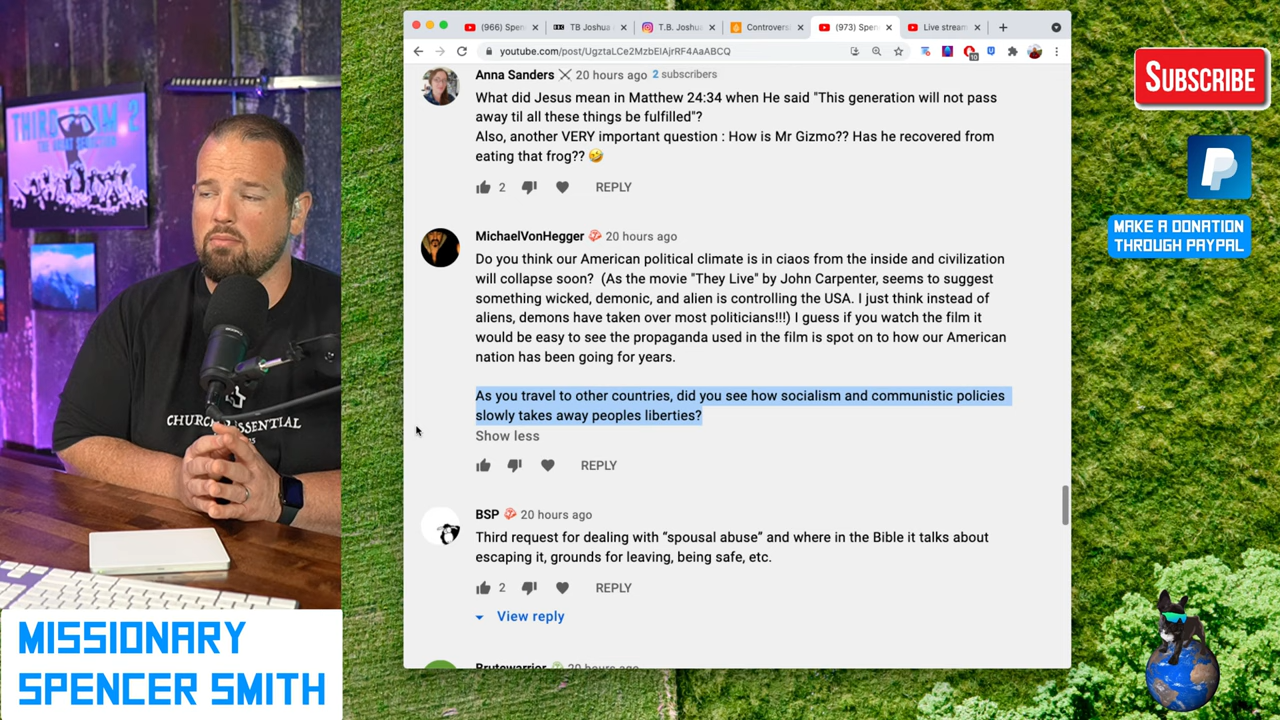 (966) Spen
TB Joshua
T.B. Joshu
Controvers
(973) Spen
Live stream
youtube.com/post/UgztaLCe2MzbEIAjrRF4AaABCQ
10
Anna Sanders 20 hours ago 2 subscribers
What did Jesus mean in Matthew 24:34 when He said "This generation will not pass
away til all these things be fulfilled"?
Also, another VERY important question : How is Mr Gizmo?? Has he recovered from
eating that frog?? 🤣
2 REPLY
MichaelVonHegger 20 hours ago
Do you think our American political climate is in ciaos from the inside and civilization
will collapse soon? (As the movie "They Live" by John Carpenter, seems to suggest
something wicked, demonic, and alien is controlling the USA. I just think instead of
aliens, demons have taken over most politicians!!!) I guess if you watch the film it
would be easy to see the propaganda used in the film is spot on to how our American
nation has been going for years.
As you travel to other countries, did you see how socialism and communistic policies
slowly takes away peoples liberties?
Show less
REPLY
BSP 20 hours ago
Third request for dealing with “spousal abuse” and where in the Bible it talks about
escaping it, grounds for leaving, being safe, etc.
2 REPLY
View reply
Brutewarrior 20 hours ago
SUBSCRIBE
MAKE A DONATION
THROUGH PAYPAL
THIRD ADAM 2
CHURCH ESSENTIAL
MISSIONARY
SPENCER SMITH